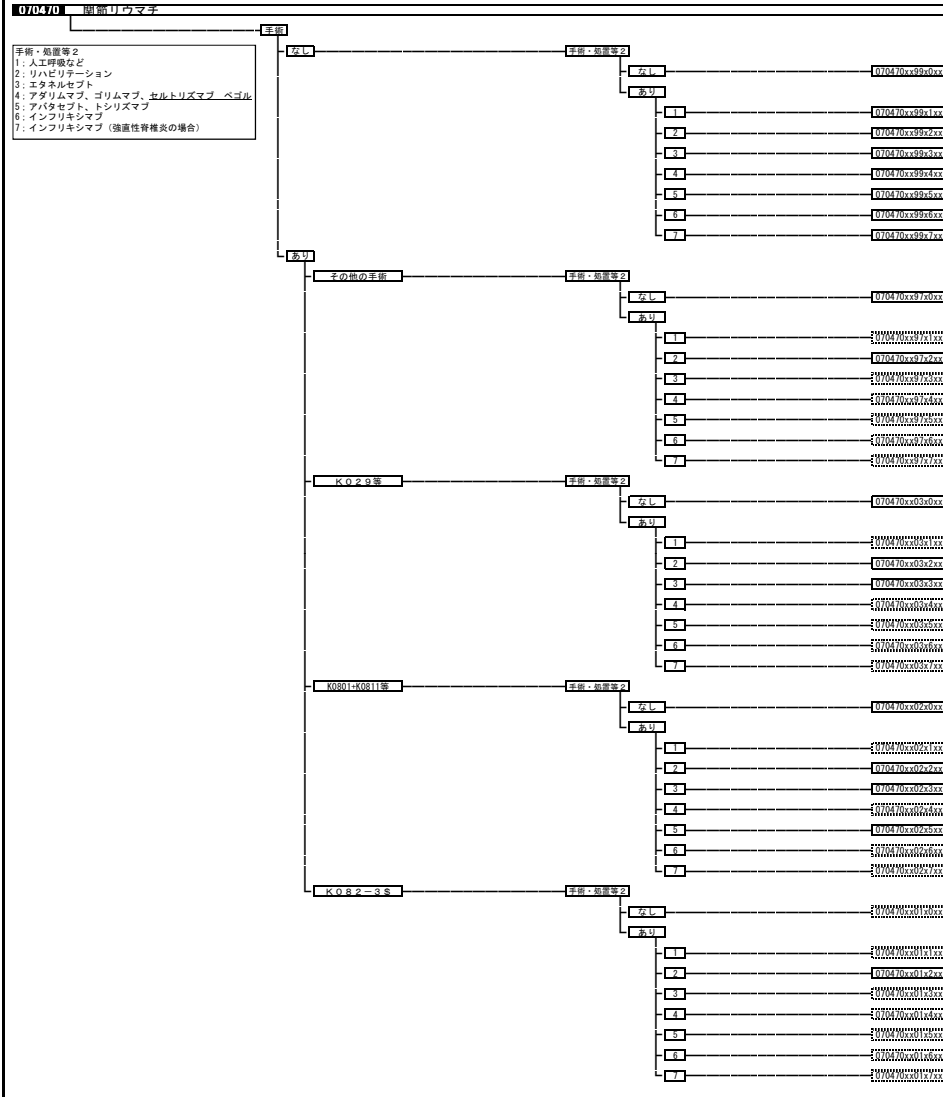 070470 関節リウマチ
手術
手術・処置等２
1；人工呼吸など
2；リハビリテーション
3；エタネルセプト
4；アダリムマブ、ゴリムマブ、セルトリズマブ ペゴル
5；アバタセプト、トシリズマブ
6；インフリキシマブ
7；インフリキシマブ（強直性脊椎炎の場合）
なし 手術・処置等２
なし 070470xx99x0xx
あり
1 070470xx99x1xx
2 070470xx99x2xx
3 070470xx99x3xx
4 070470xx99x4xx
5 070470xx99x5xx
6 070470xx99x6xx
7 070470xx99x7xx
あり
その他の手術 手術・処置等２
なし 070470xx97x0xx
あり
1 070470xx97x1xx
2 070470xx97x2xx
3 070470xx97x3xx
4 070470xx97x4xx
5 070470xx97x5xx
6 070470xx97x6xx
7 070470xx97x7xx
Ｋ０２９等 手術・処置等２
なし 070470xx03x0xx
あり
1 070470xx03x1xx
2 070470xx03x2xx
3 070470xx03x3xx
4 070470xx03x4xx
5 070470xx03x5xx
6 070470xx03x6xx
7 070470xx03x7xx
K0801+K0811等 手術・処置等２
なし 070470xx02x0xx
あり
1 070470xx02x1xx
2 070470xx02x2xx
3 070470xx02x3xx
4 070470xx02x4xx
5 070470xx02x5xx
6 070470xx02x6xx
7 070470xx02x7xx
Ｋ０８２－３＄ 手術・処置等２
なし 070470xx01x0xx
あり
1 070470xx01x1xx
2 070470xx01x2xx
3 070470xx01x3xx
4 070470xx01x4xx
5 070470xx01x5xx
6 070470xx01x6xx
7 070470xx01x7xx